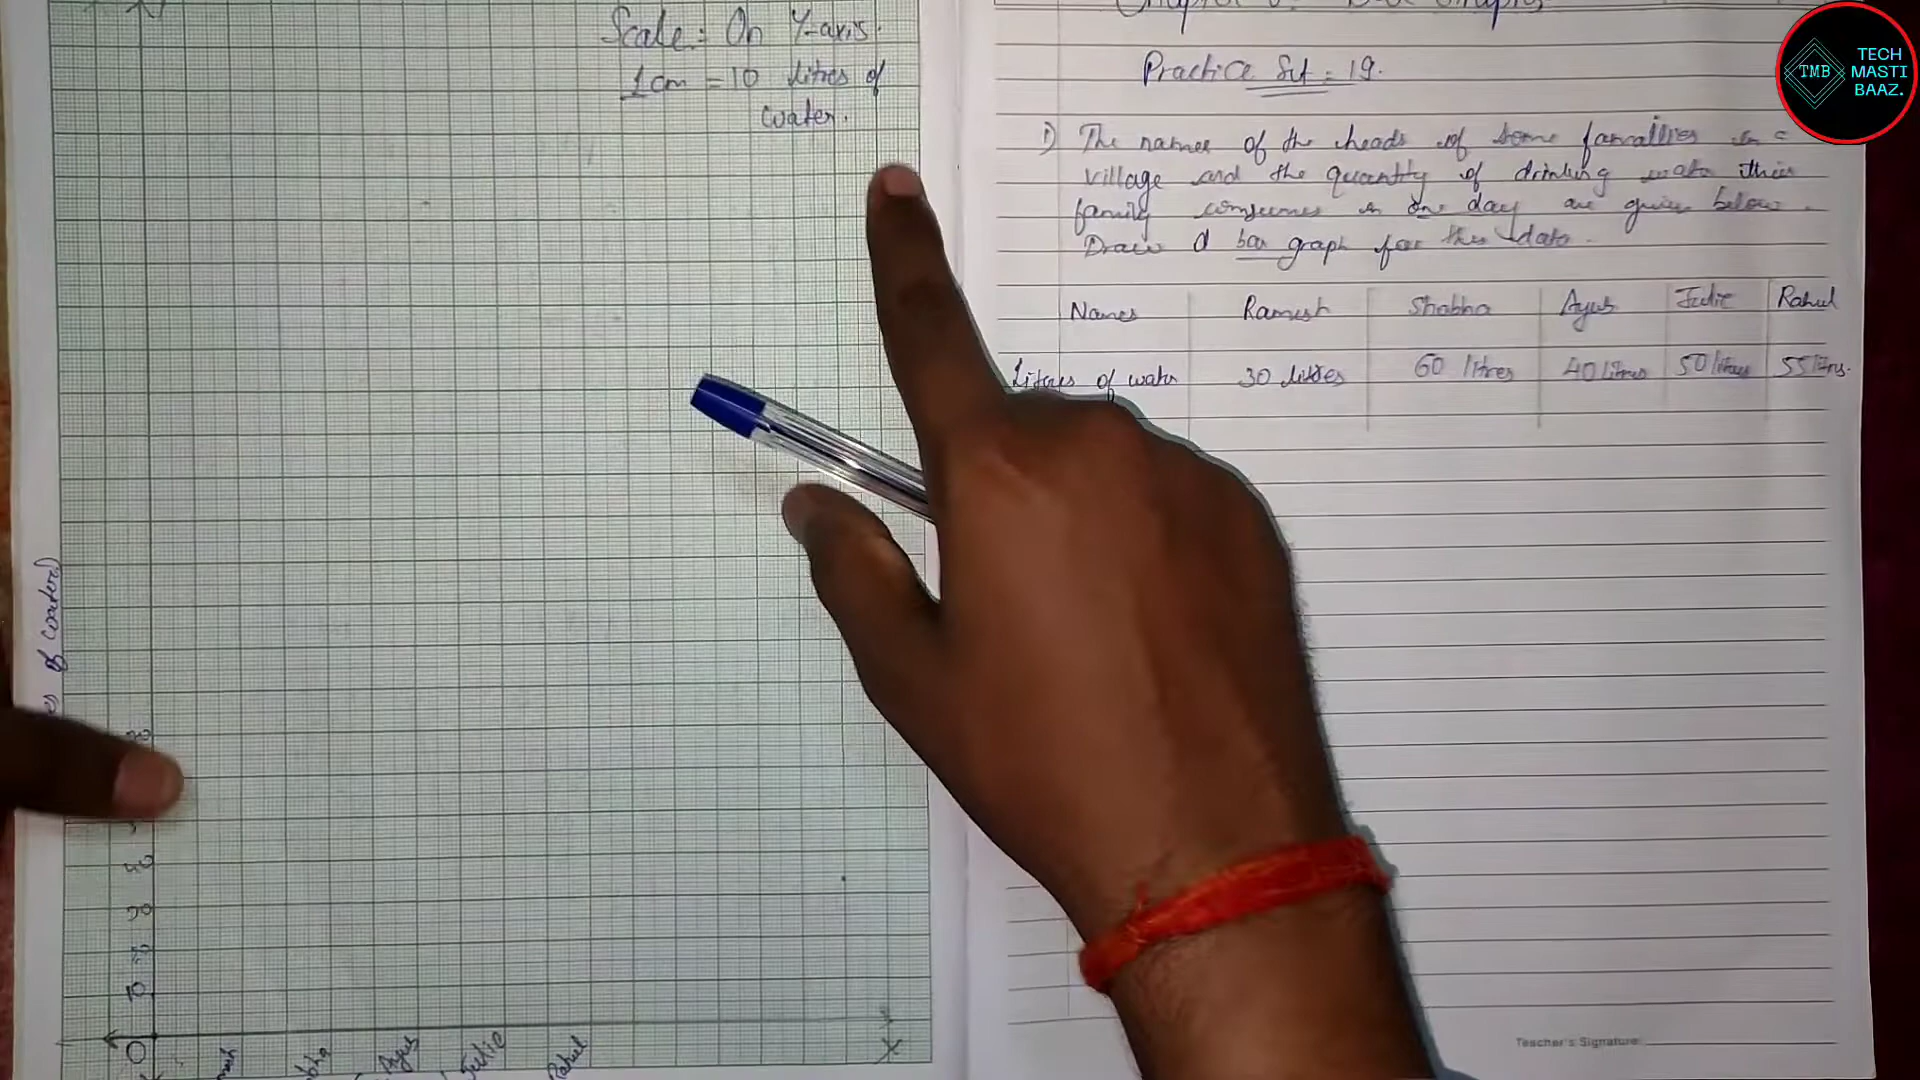 Scale: On Y-axis.
1cm = 10 litres of
water.
of water)
40
30
20
10
0
Ayub
Julie
Rahul
X
Practice Set = 19.
1) The names of the heads of some famallies in a
village and the quantity of drinking water their
family consumes in one day are given below.
Draw a bar graph for this data.
Names Ramesh Shobha Ayub Julie Rahul
Litres of water 30 litres 60 litres 40 litres 50 litres 55 litrs.
Teacher's Signature:
TMB
TECH
MASTI
BAAZ.